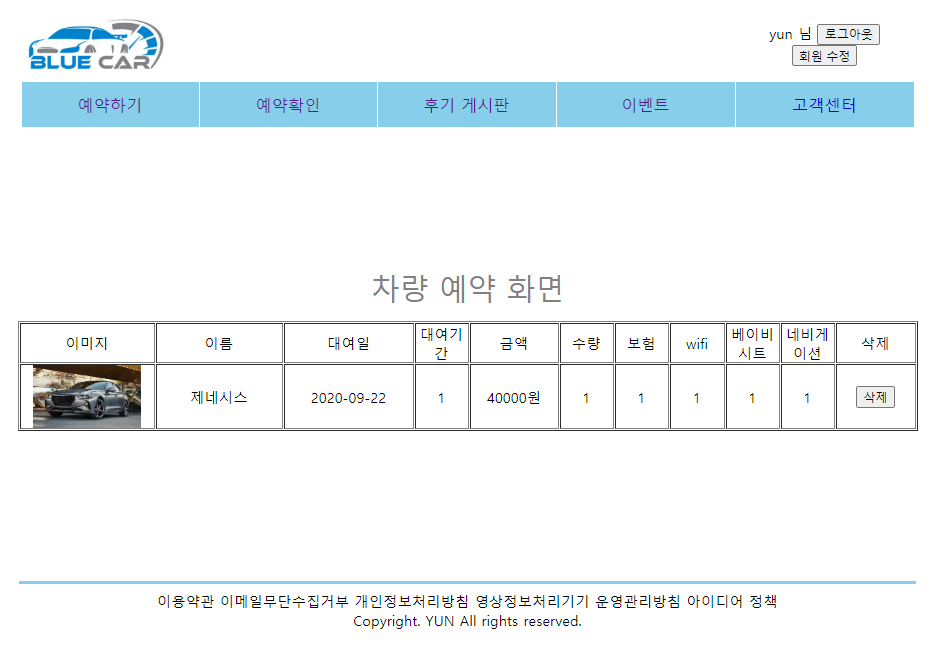 BLUE CAR
yun 님 로그아웃
회원 수정
예약하기 예약확인 후기 게시판 이벤트 고객센터
차량 예약 화면
이미지 이름 대여일 대여기간 금액 수량 보험 wifi 베이비시트 네비게이션 삭제
제네시스 2020-09-22 1 40000원 1 1 1 1 1 삭제
이용약관 이메일무단수집거부 개인정보처리방침 영상정보처리기기 운영관리방침 아이디어 정책
Copyright. YUN All rights reserved.